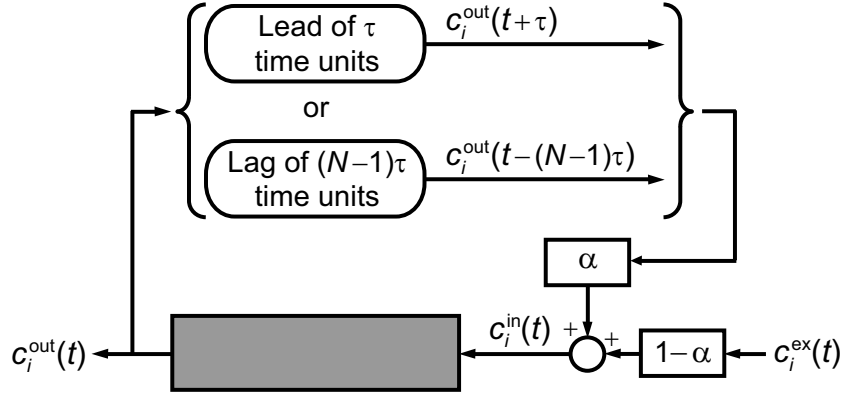 Lead of τ
time units
c_i^out(t+τ)
or
Lag of (N−1)τ
time units
c_i^out(t−(N−1)τ)
α
c_i^out(t)
c_i^in(t)
+
+
1−α
c_i^ex(t)